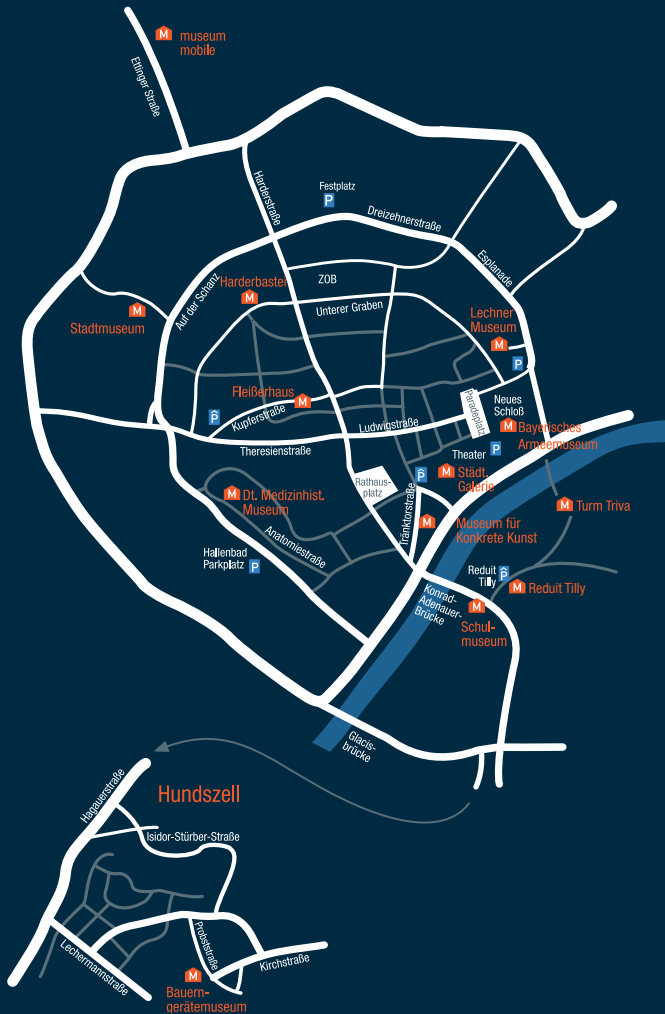 M
museum
mobile
Ettinger Straße
Harderstraße
Festplatz
P
Dreizehnerstraße
Esplanade
Auf der Schanz
Harderbastei
M
ZOB
Unterer Graben
M
Stadtmuseum
Lechner
Museum
M
P
Fleißerhaus
M
P
Kupferstraße
Theresienstraße
Ludwigstraße
Paradeplatz
Neues
Schloß
M
Bayerisches
Armeemuseum
Theater
P
P
M
Städt.
Galerie
Rathaus-
platz
Tränktorstraße
M
Dt. Medizinhist.
Museum
Anatomiestraße
M
Museum für
Konkrete Kunst
M
Turm Triva
Hallenbad
Parkplatz
P
Reduit
Tilly
P
M
Reduit Tilly
Konrad-
Adenauer-
Brücke
M
Schul-
museum
Glacis-
brücke
Hundszell
Hagauerstraße
Isidor-Stürber-Straße
Lechermannstraße
Probststraße
Kirchstraße
M
Bauern-
gerätemuseum